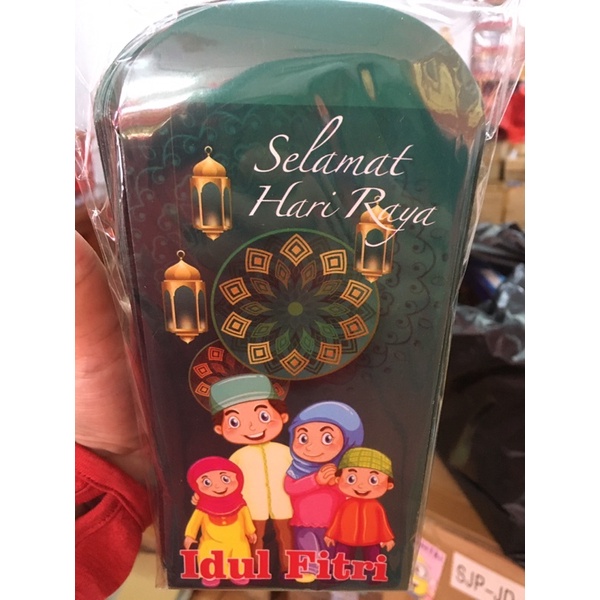 Selamat
Hari Raya
Idul Fitri
SJP-JD